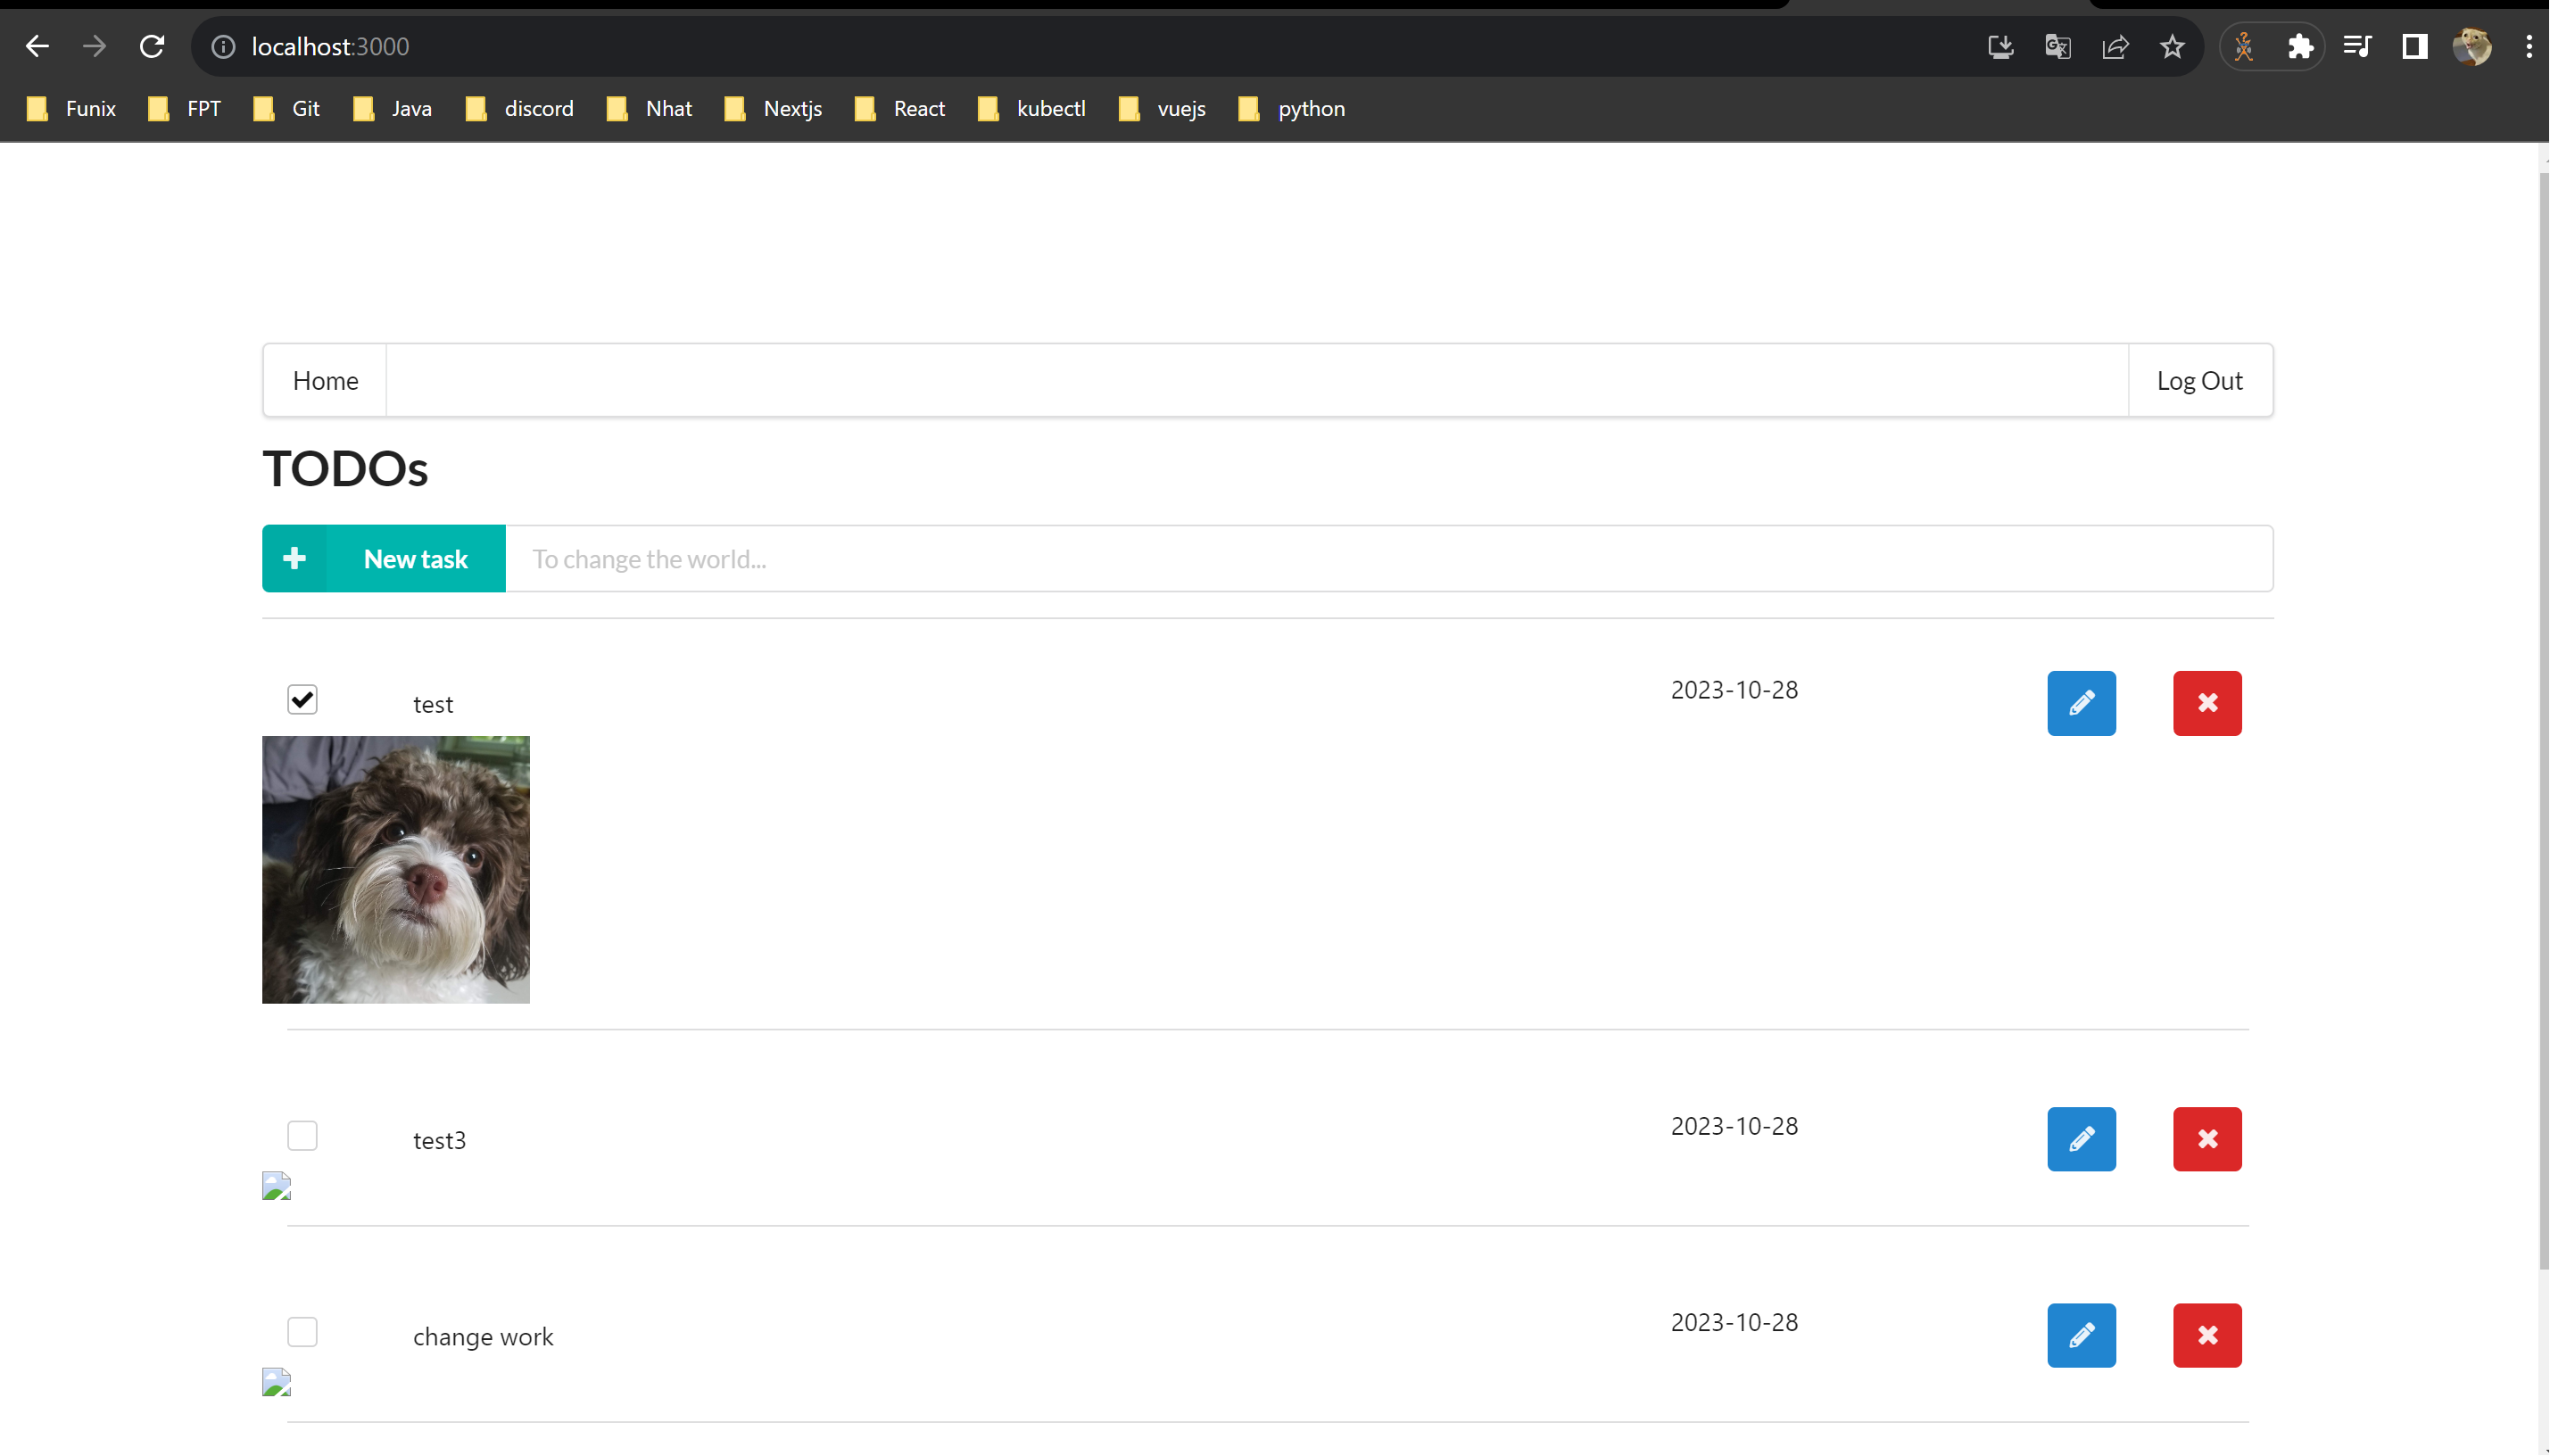 localhost:3000
Funix FPT Git Java discord Nhat Nextjs React kubectl vuejs python
Home Log Out
TODOs
New task To change the world...
test 2023-10-28
test3 2023-10-28
change work 2023-10-28